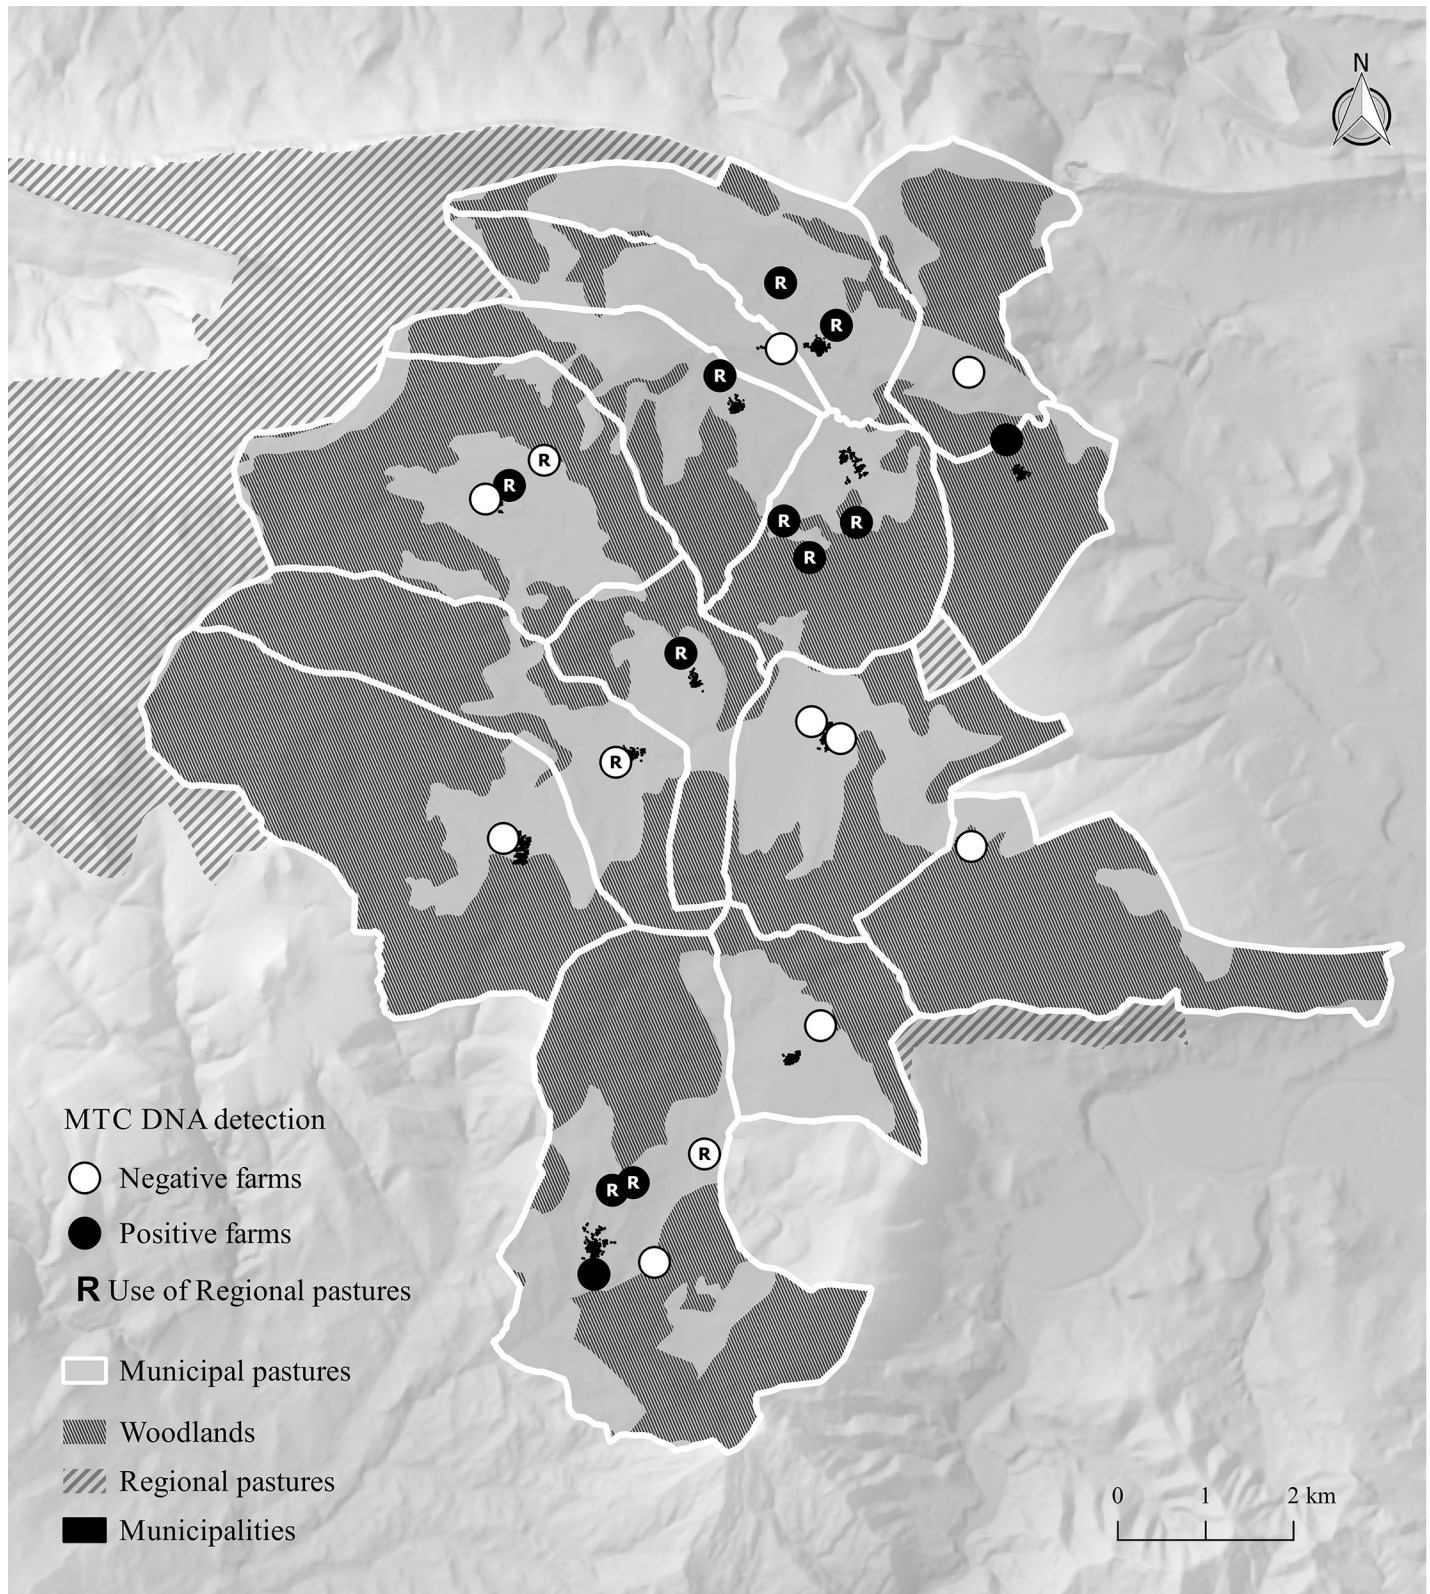 N
R
R
R
R
R
R
R
R
R
R
R
R
R
MTC DNA detection
Negative farms
Positive farms
R Use of Regional pastures
Municipal pastures
Woodlands
Regional pastures
Municipalities
0 1 2 km